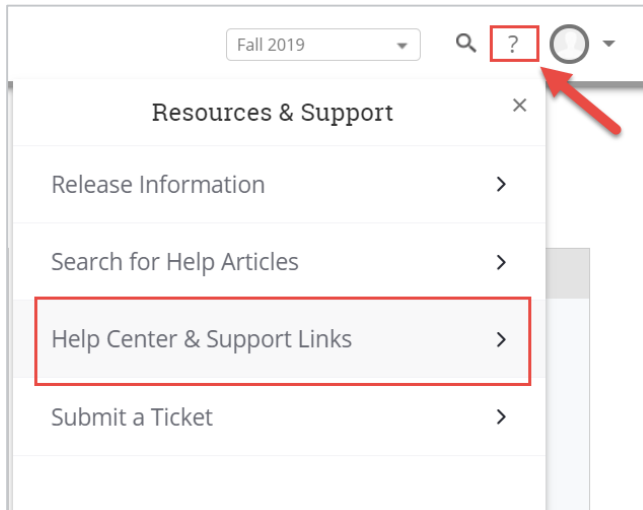 Fall 2019
?
Resources & Support
×
Release Information
Search for Help Articles
Help Center & Support Links
Submit a Ticket